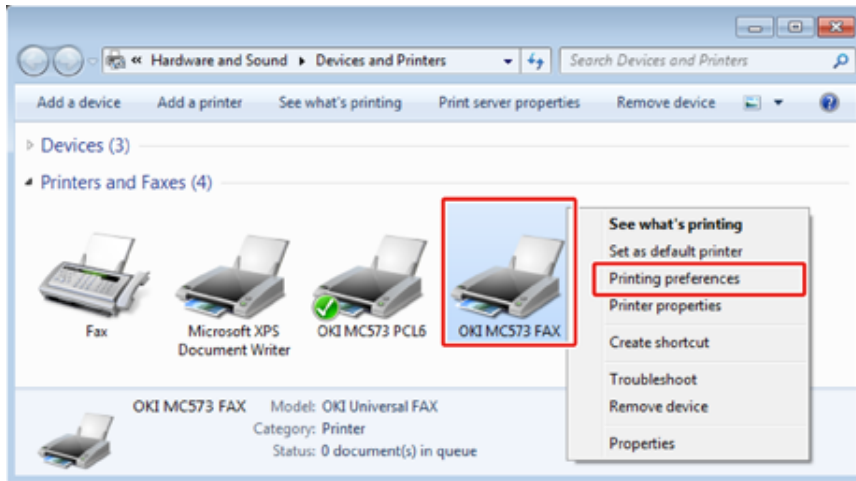 « Hardware and Sound ▸ Devices and Printers
Search Devices and Printers
Add a device Add a printer See what's printing Print server properties Remove device
Devices (3)
Printers and Faxes (4)
Fax
Microsoft XPS
Document Writer
OKI MC573 PCL6
OKI MC573 FAX
See what's printing
Set as default printer
Printing preferences
Printer properties
Create shortcut
Troubleshoot
Remove device
Properties
OKI MC573 FAX Model: OKI Universal FAX
Category: Printer
Status: 0 document(s) in queue